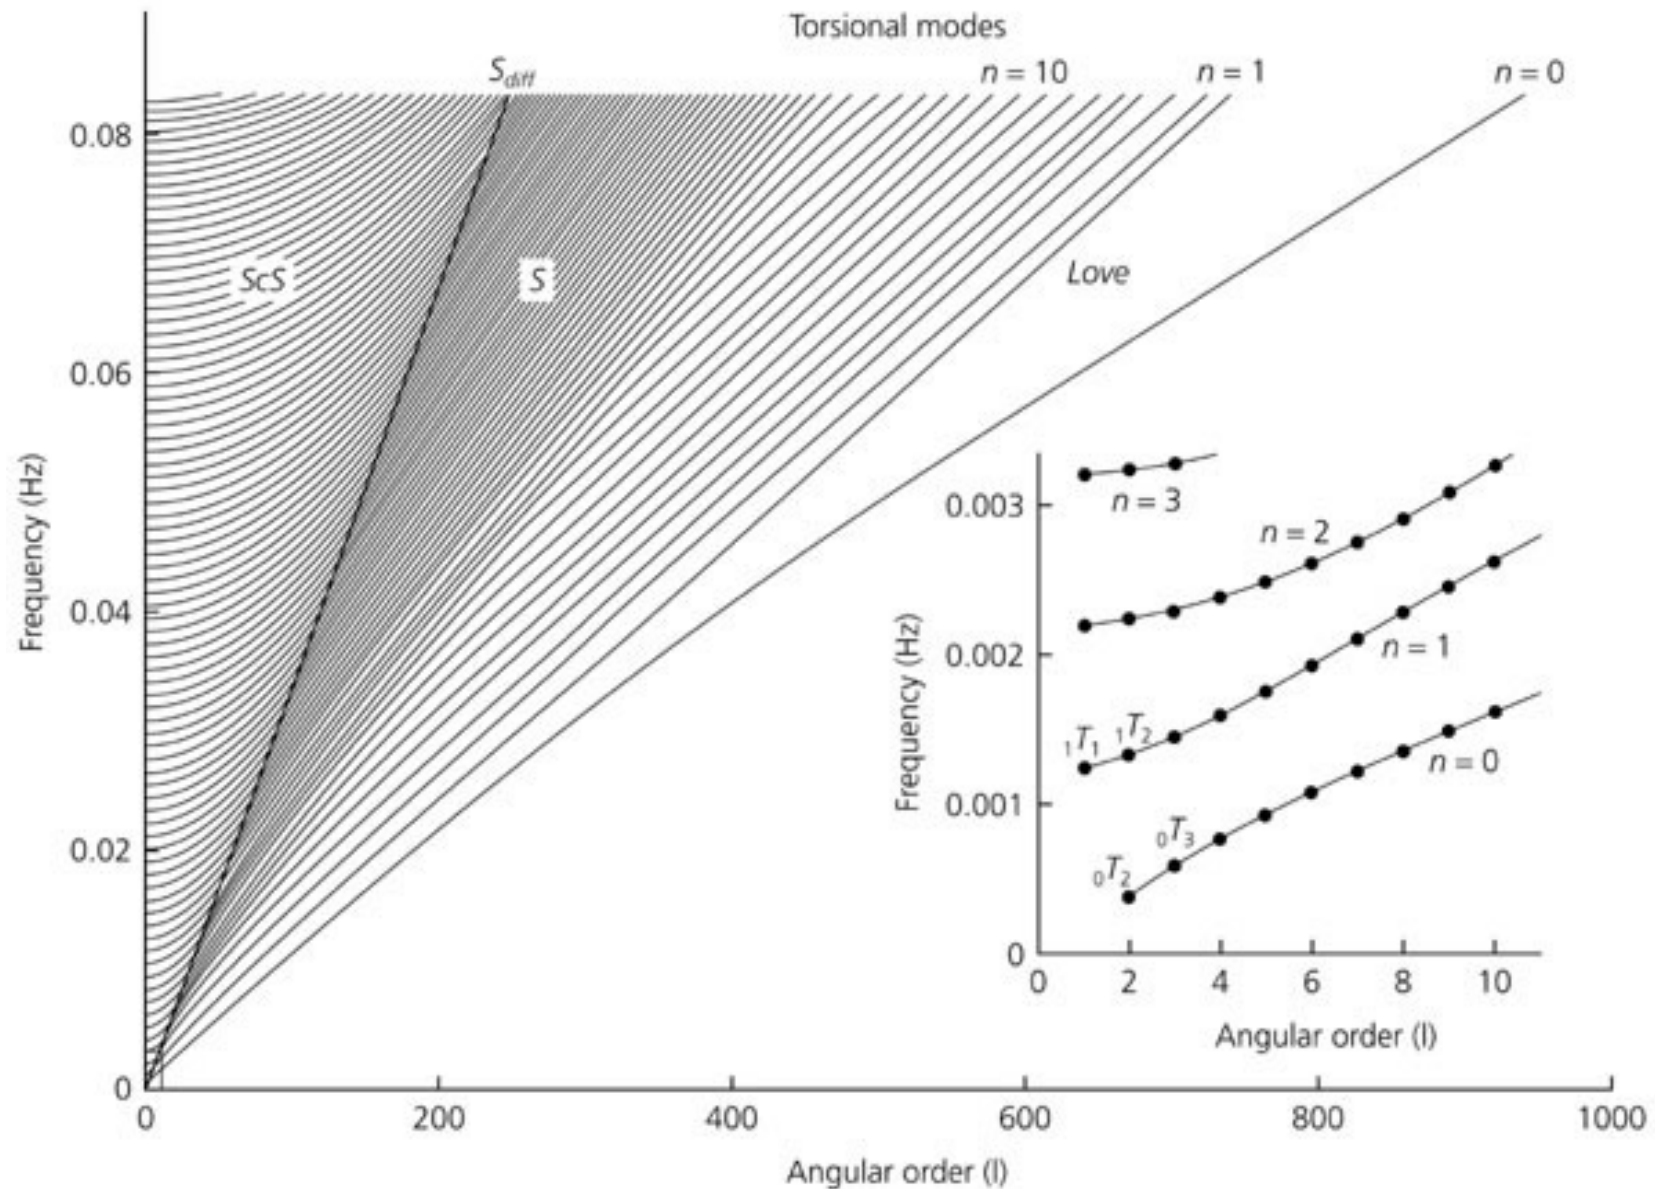 Torsional modes
S_diff n = 10 n = 1 n = 0
0.08
0.06
0.04
0.02
0
Frequency (Hz)
ScS
S
Love
0 200 400 600 800 1000
Angular order (l)
0.003
0.002
0.001
0
Frequency (Hz)
n = 3
n = 2
n = 1
n = 0
₁T₁ ₁T₂
₀T₃
₀T₂
0 2 4 6 8 10
Angular order (l)